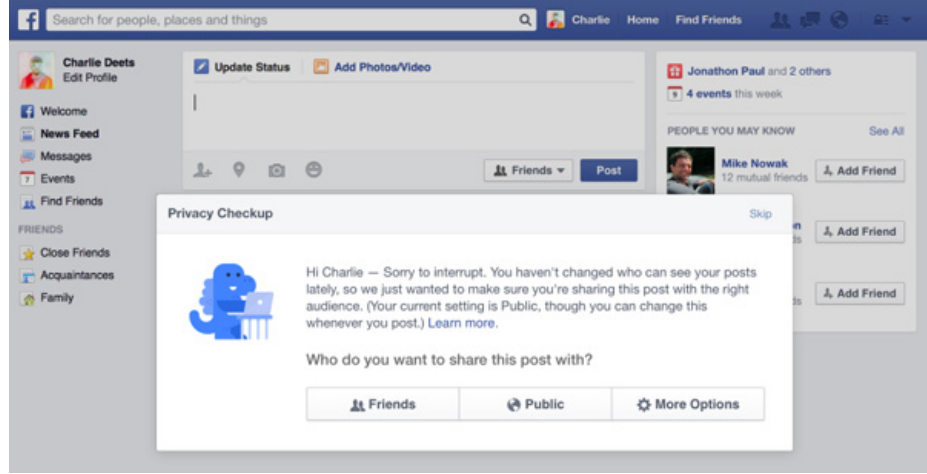 f
Search for people, places and things
Charlie Home Find Friends
Charlie Deets
Edit Profile
Welcome
News Feed
Messages
Events
Find Friends
FRIENDS
Close Friends
Acquaintances
Family
Update Status Add Photos/Video
Friends Post
Jonathon Paul and 2 others
9 4 events this week
PEOPLE YOU MAY KNOW See All
Mike Nowak
12 mutual friends
Add Friend
Add Friend
Add Friend
Privacy Checkup Skip
Hi Charlie — Sorry to interrupt. You haven't changed who can see your posts
lately, so we just wanted to make sure you're sharing this post with the right
audience. (Your current setting is Public, though you can change this
whenever you post.) Learn more.
Who do you want to share this post with?
Friends Public More Options